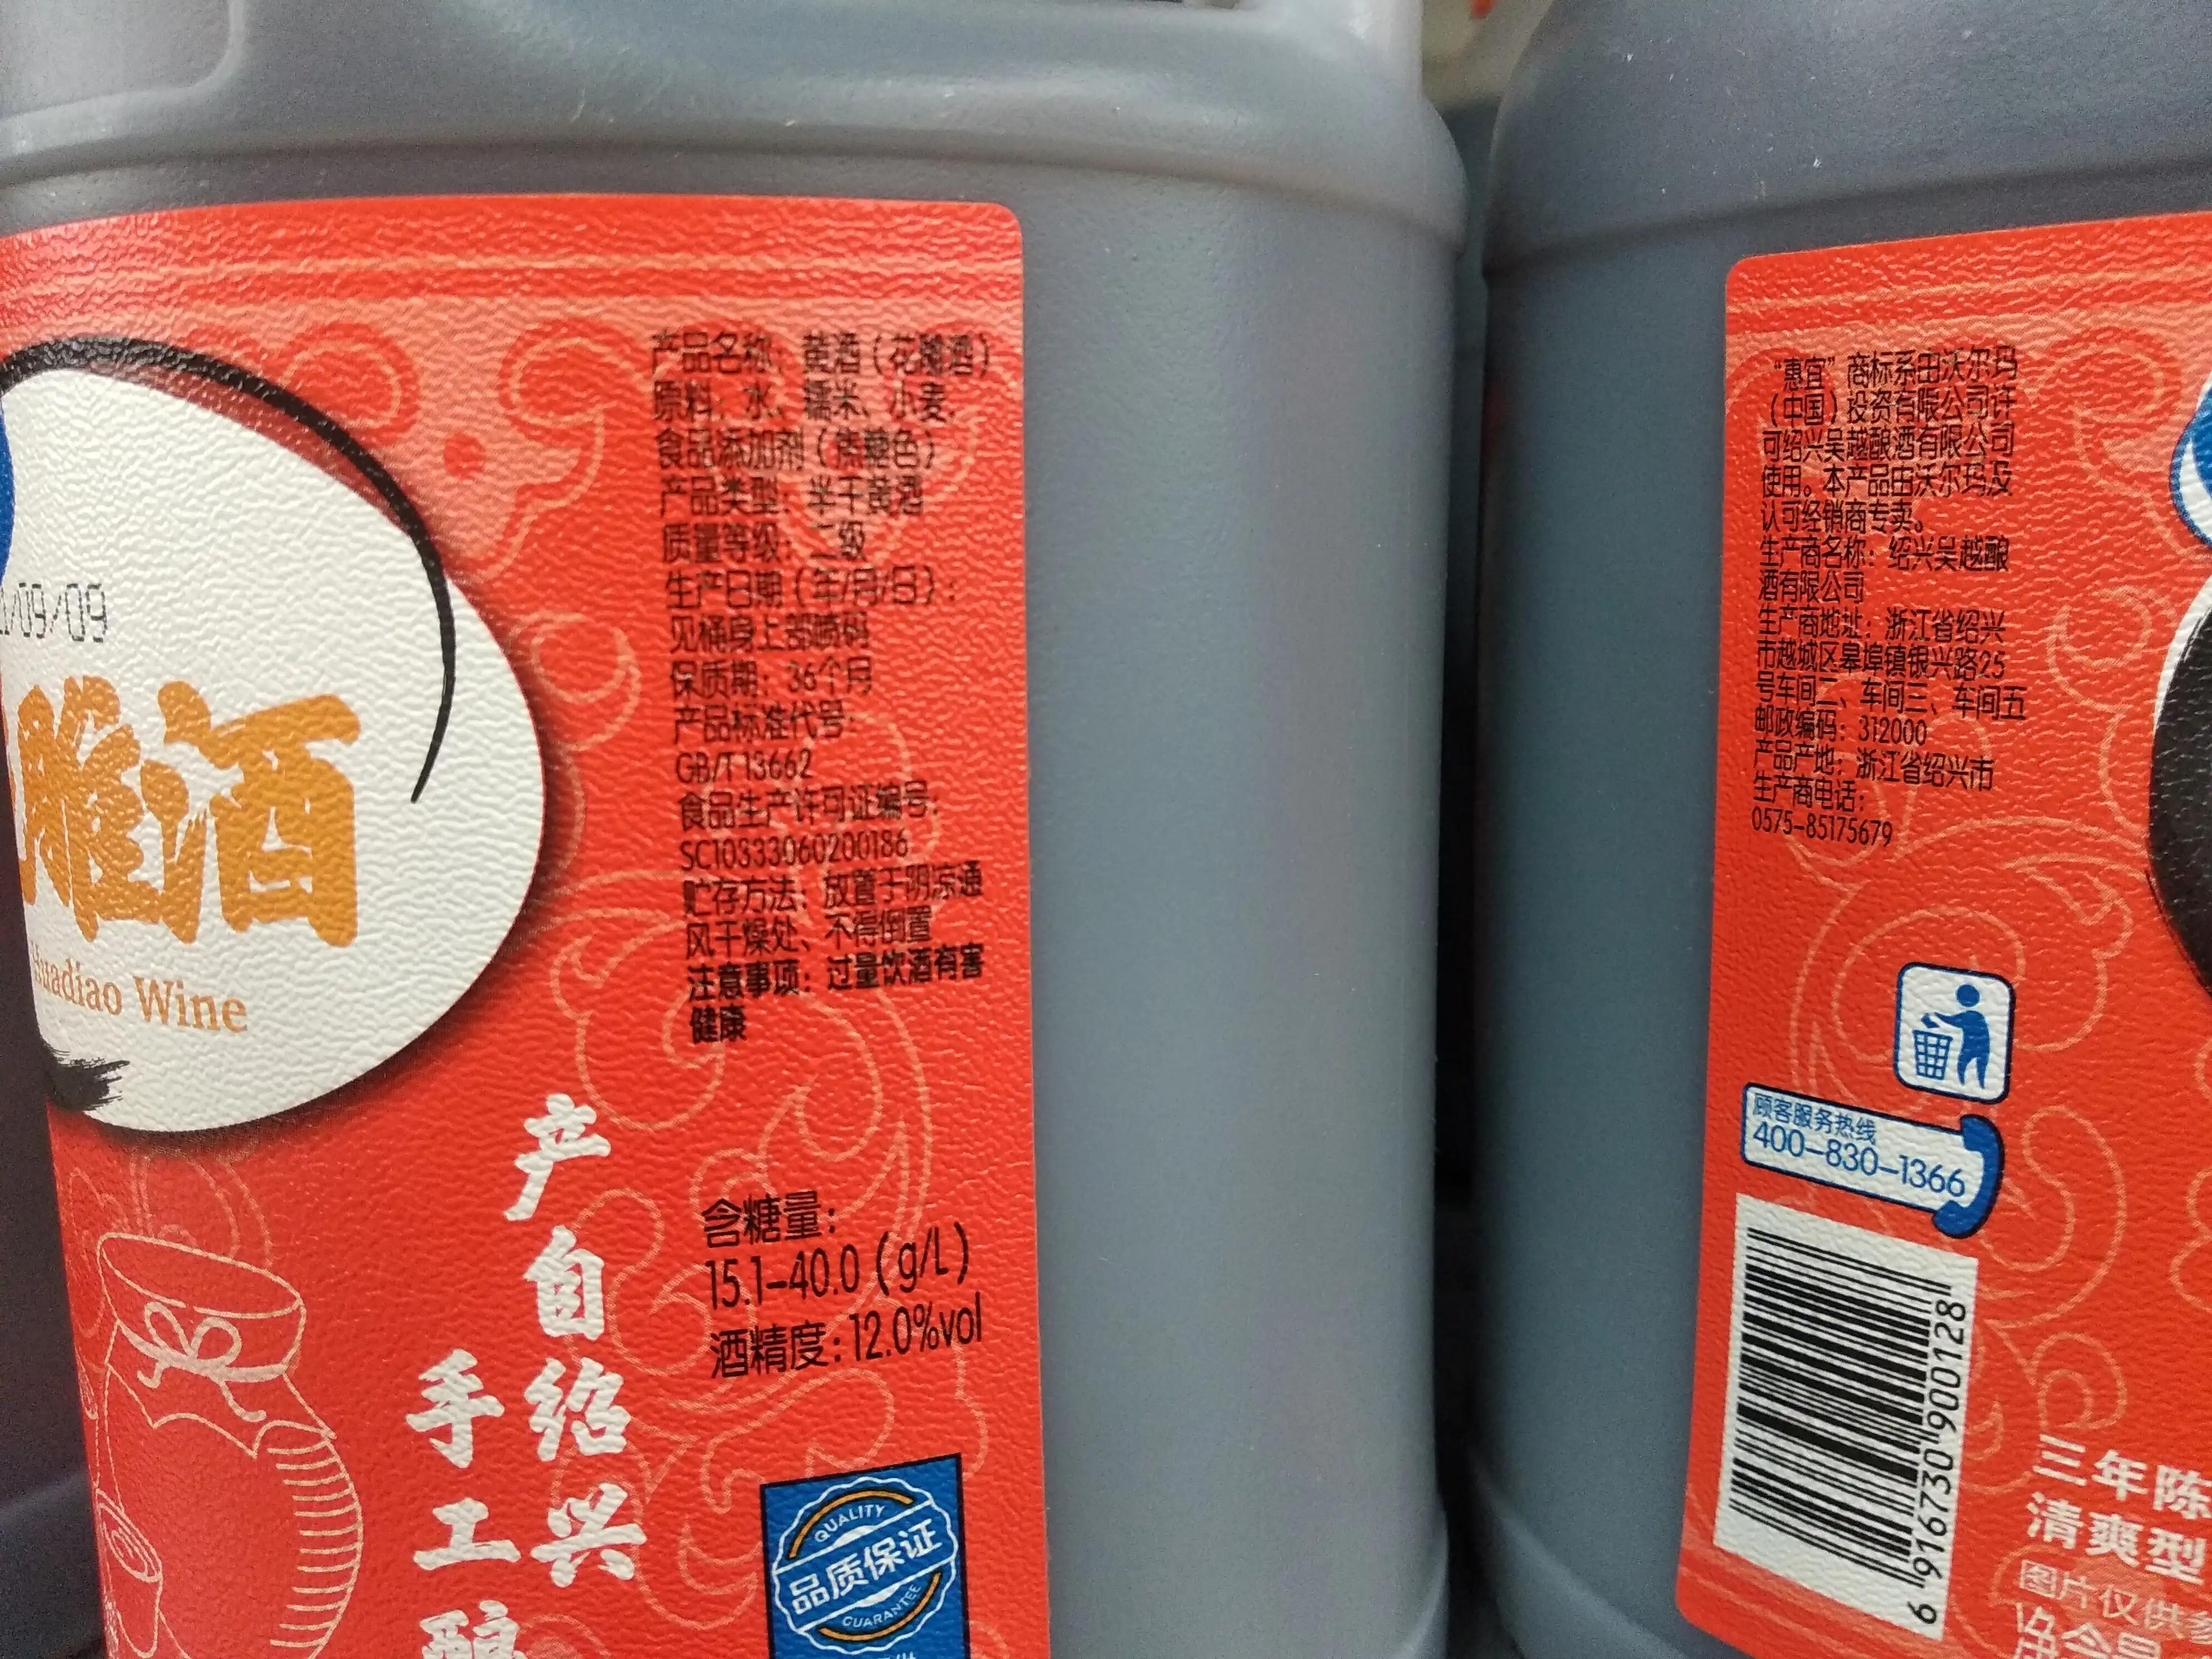 产品名称：黄酒（花雕酒）
原料：水、糯米、小麦、
食品添加剂（焦糖色）
产品类型：半干黄酒
质量等级：二级
生产日期（年/月/日）：
见桶身上部喷码
保质期：36个月
产品标准代号：
GB/T 13662
食品生产许可证编号：
SC10333060200186
贮存方法：放置于阴凉通
风干燥处、不得倒置
注意事项：过量饮酒有害
健康
/09/09
雕酒
Huadiao Wine
产自绍兴
手工酿
含糖量：
15.1-40.0（g/L）
酒精度：12.0%vol
QUALITY
品质保证
GUARANTEE
“惠宜”商标系由沃尔玛
（中国）投资有限公司许
可绍兴吴越酿酒有限公司
使用。本产品由沃尔玛及
认可经销商专卖。
生产商名称：绍兴吴越酿
酒有限公司
生产商地址：浙江省绍兴
市越城区皋埠镇银兴路25
号车间二、车间三、车间五
邮政编码：312000
产品产地：浙江省绍兴市
生产商电话：
0575-85175679
顾客服务热线
400-830-1366
6 916730 900128
三年陈
清爽型
图片仅供
净含量